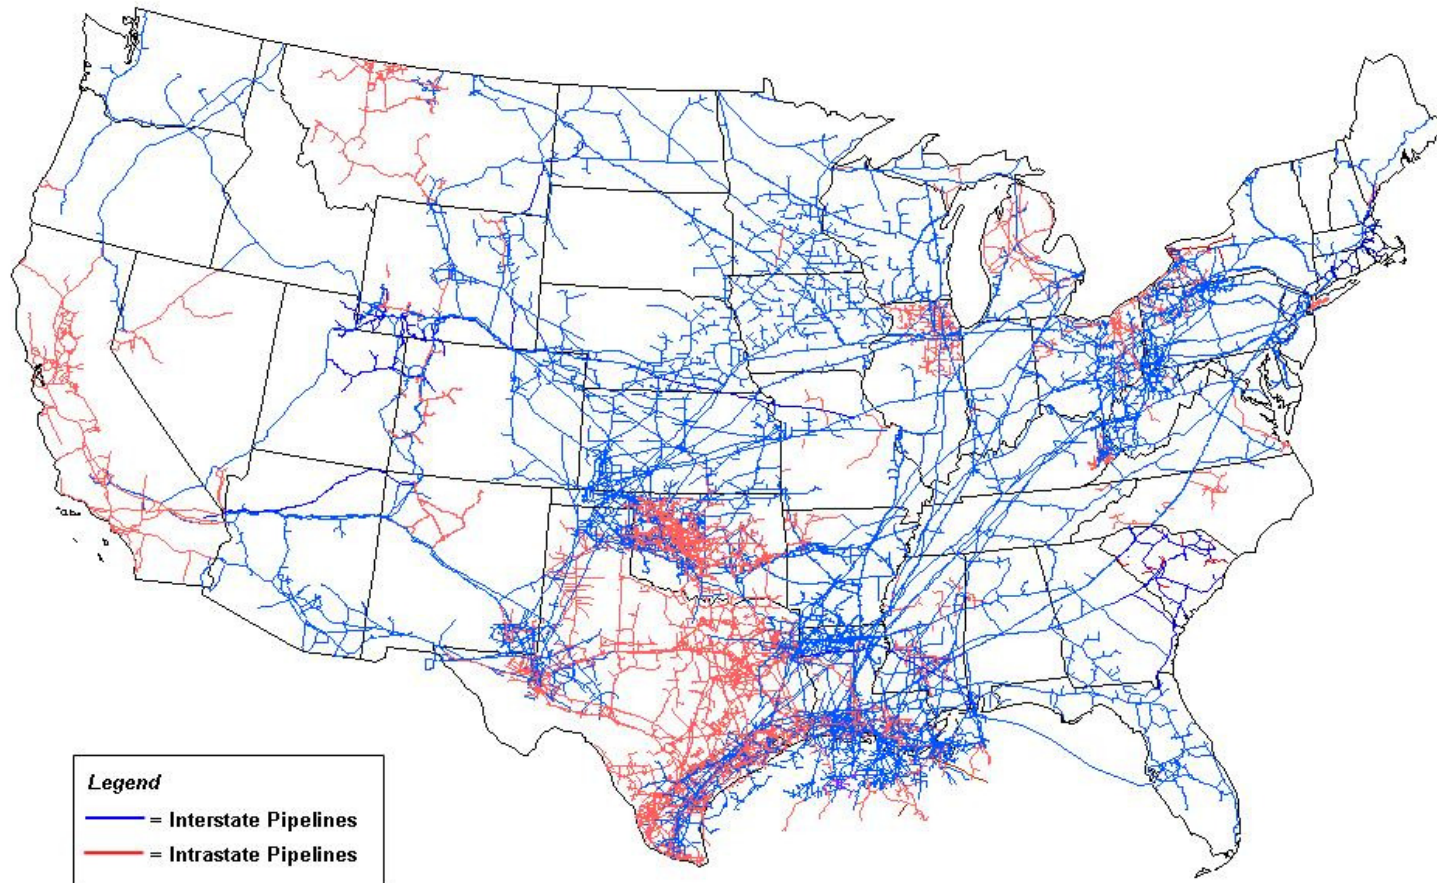 Legend
= Interstate Pipelines
= Intrastate Pipelines